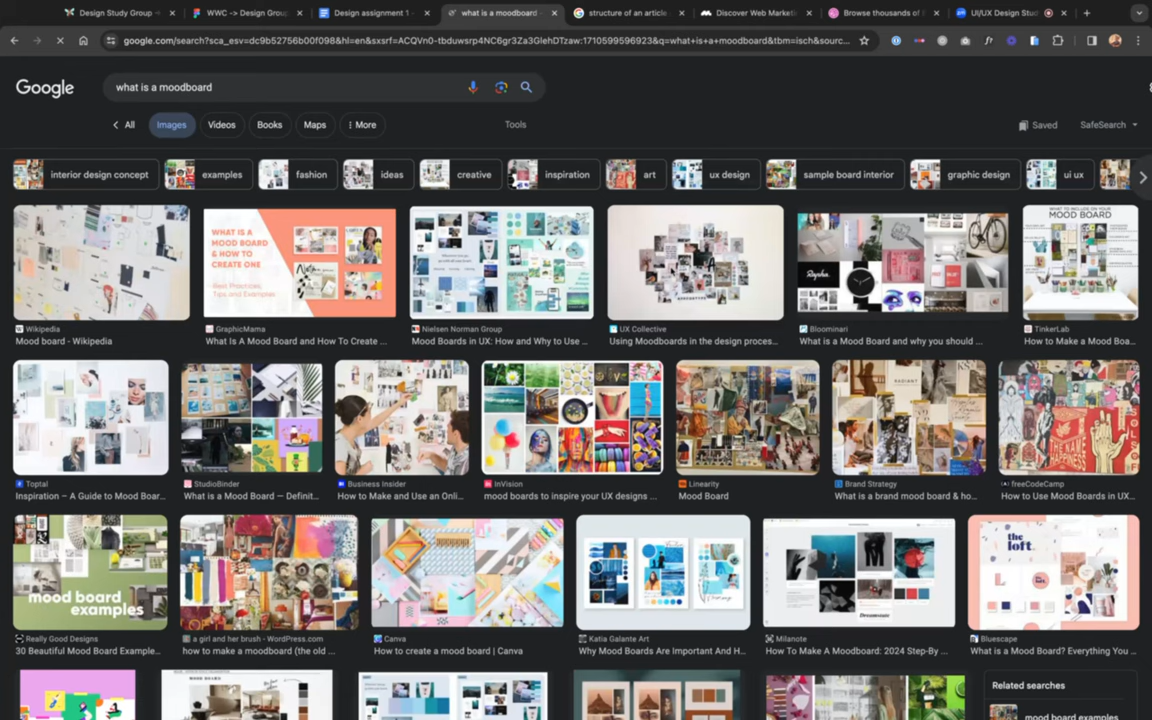 Design Study Group
WWC -> Design Group
Design assignment 1 -
what is a moodboard -
structure of an article
Discover Web Marketi
Browse thousands of
UI/UX Design Stud
google.com/search?sca_esv=dc9b52756b00f098&hl=en&sxsrf=ACQVn0-tbduwsrp4NC6gr3Za3GlehDTzaw:1710599596923&q=what+is+a+moodboard&tbm=isch&sourc...
Google
what is a moodboard
All
Images
Videos
Books
Maps
More
Tools
Saved
SafeSearch
interior design concept
examples
fashion
ideas
creative
inspiration
art
ux design
sample board interior
graphic design
ui ux
WHAT IS A
MOOD BOARD
& HOW TO
CREATE ONE
Best Practices,
Tips and Examples
Rapha
WHAT TO INCLUDE ON YOUR
MOOD BOARD
Wikipedia
Mood board - Wikipedia
GraphicMama
What Is A Mood Board and How To Create ...
Nielsen Norman Group
Mood Boards in UX: How and Why to Use ...
UX Collective
Using Moodboards in the design proces...
Bloominari
What is a Mood Board and why you should ...
TinkerLab
How to Make a Mood Boa...
RADIANT
THE NAME
HAPPINESS
Toptal
Inspiration – A Guide to Mood Boar...
StudioBinder
What is a Mood Board — Definit...
Business Insider
How to Make and Use an Onli...
InVision
mood boards to inspire your UX designs ...
Linearity
Mood Board
Brand Strategy
What is a brand mood board & ho...
freeCodeCamp
How to Use Mood Boards in UX...
mood board
examples
the
loft.
Really Good Designs
30 Beautiful Mood Board Example...
a girl and her brush - WordPress.com
how to make a moodboard (the old ...
Canva
How to create a mood board | Canva
Katia Galante Art
Why Mood Boards Are Important And H...
Milanote
How To Make A Moodboard: 2024 Step-By ...
Bluescape
What is a Mood Board? Everything You ...
Related searches
mood board examples